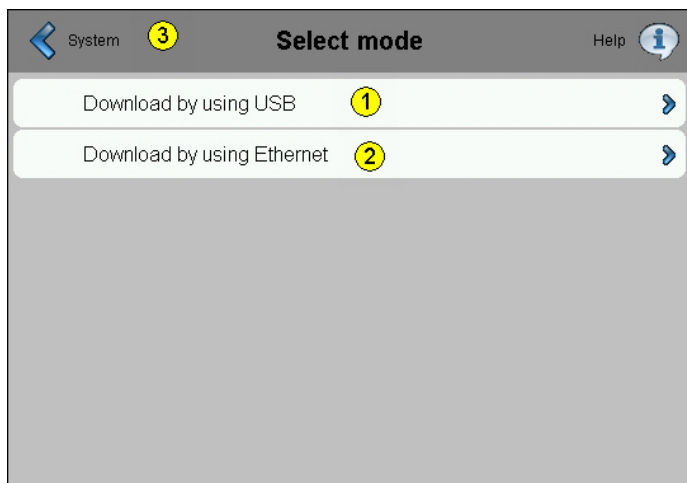 System 3 Select mode Help i
Download by using USB 1
Download by using Ethernet 2